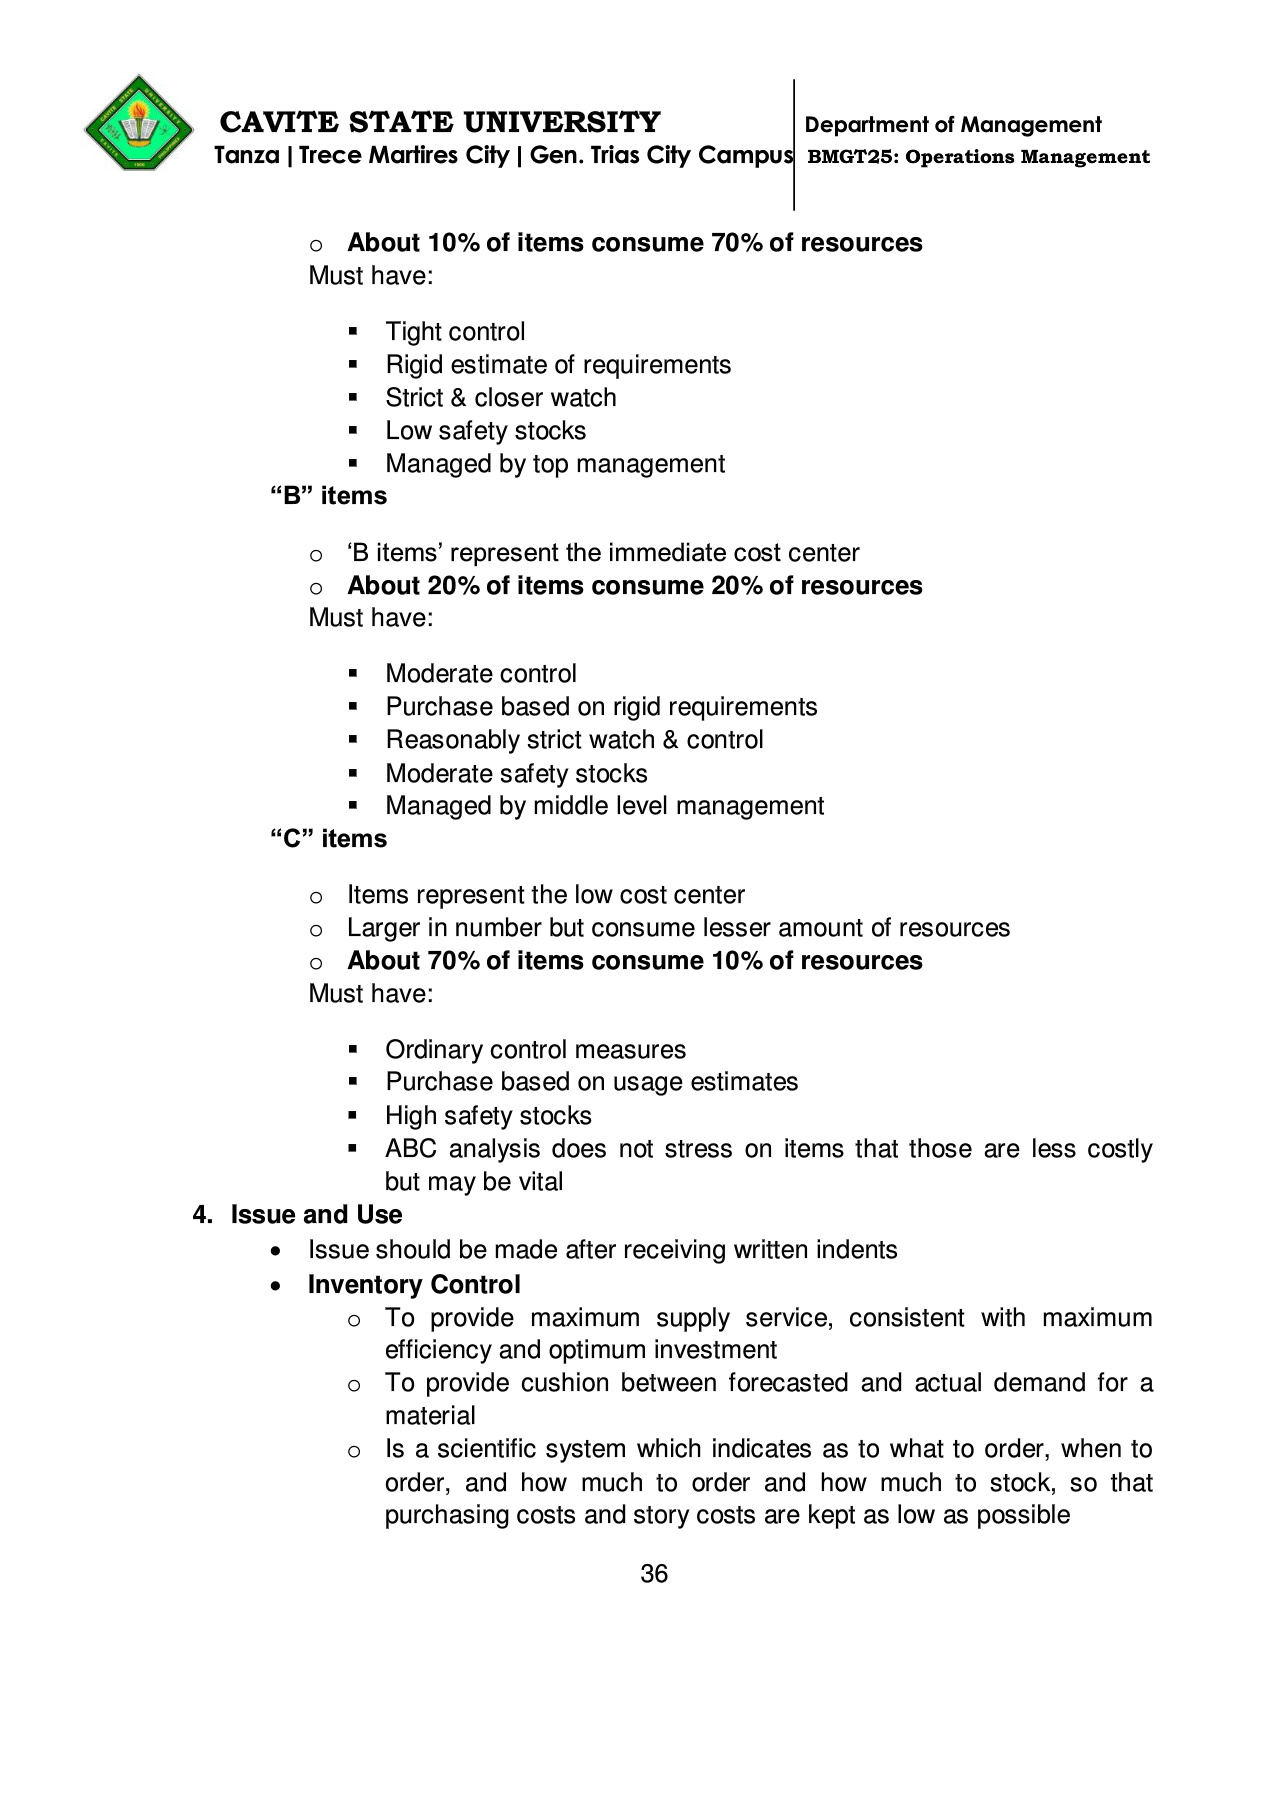 CAVITE STATE UNIVERSITY
Department of Management
Tanza | Trece Martires City | Gen. Trias City Campus
BMGT25: Operations Management
o About 10% of items consume 70% of resources
Must have:
▪ Tight control
▪ Rigid estimate of requirements
▪ Strict & closer watch
▪ Low safety stocks
▪ Managed by top management
“B” items
o ‘B items’ represent the immediate cost center
o About 20% of items consume 20% of resources
Must have:
▪ Moderate control
▪ Purchase based on rigid requirements
▪ Reasonably strict watch & control
▪ Moderate safety stocks
▪ Managed by middle level management
“C” items
o Items represent the low cost center
o Larger in number but consume lesser amount of resources
o About 70% of items consume 10% of resources
Must have:
▪ Ordinary control measures
▪ Purchase based on usage estimates
▪ High safety stocks
▪ ABC analysis does not stress on items that those are less costly
but may be vital
4. Issue and Use
• Issue should be made after receiving written indents
• Inventory Control
o To provide maximum supply service, consistent with maximum
efficiency and optimum investment
o To provide cushion between forecasted and actual demand for a
material
o Is a scientific system which indicates as to what to order, when to
order, and how much to order and how much to stock, so that
purchasing costs and story costs are kept as low as possible
36